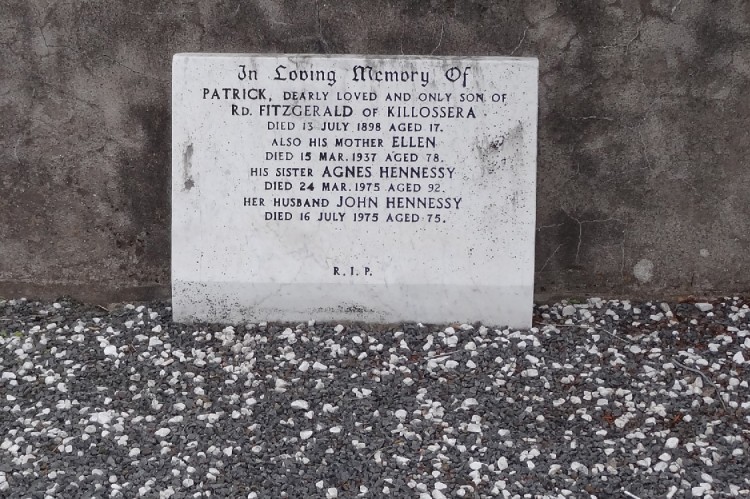 In Loving Memory Of
PATRICK, DEARLY LOVED AND ONLY SON OF
RD. FITZGERALD OF KILLOSSERA
DIED 13 JULY 1898 AGED 17.
ALSO HIS MOTHER ELLEN
DIED 15 MAR. 1937 AGED 78.
HIS SISTER AGNES HENNESSY
DIED 24 MAR. 1975 AGED 92.
HER HUSBAND JOHN HENNESSY
DIED 16 JULY 1975 AGED 75.
R.I.P.